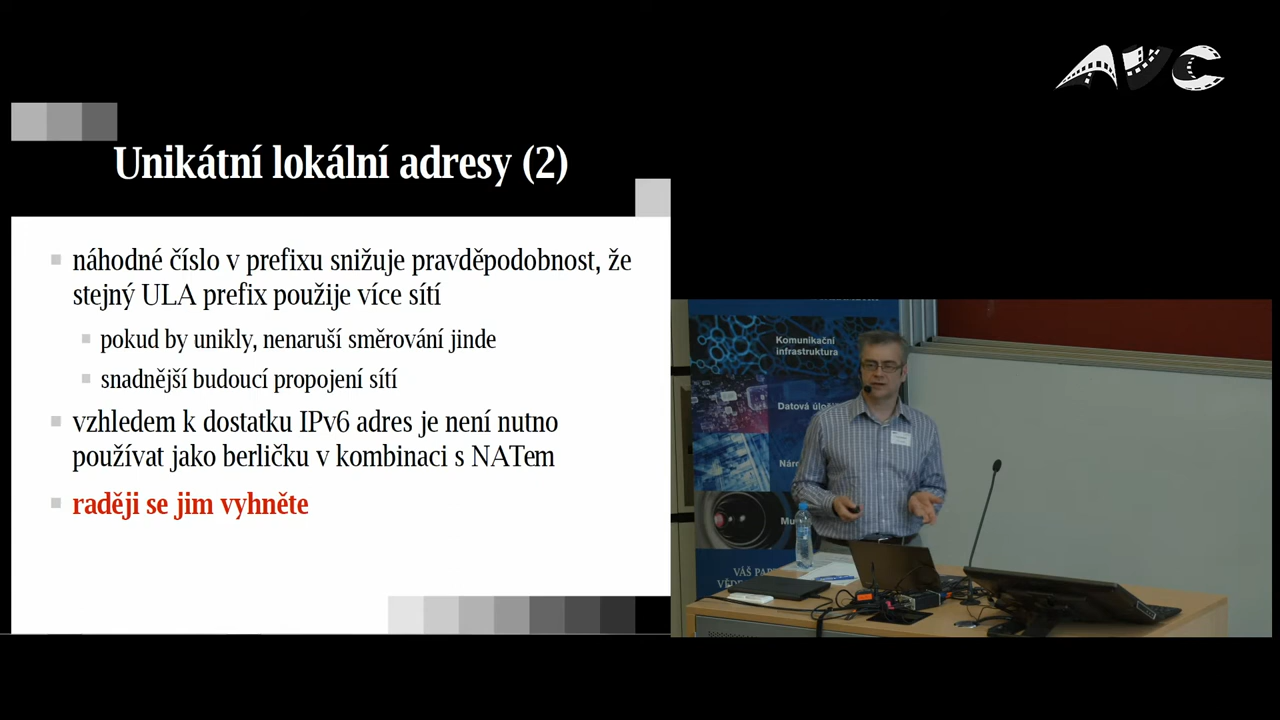 AVC
Unikátní lokální adresy (2)
náhodné číslo v prefixu snižuje pravděpodobnost, že
stejný ULA prefix použije více sítí
pokud by unikly, nenaruší směrování jinde
snadnější budoucí propojení sítí
vzhledem k dostatku IPv6 adres je není nutno
používat jako berličku v kombinaci s NATem
raději se jim vyhněte
Komunikační
infrastruktura
Datová
VÁŠ